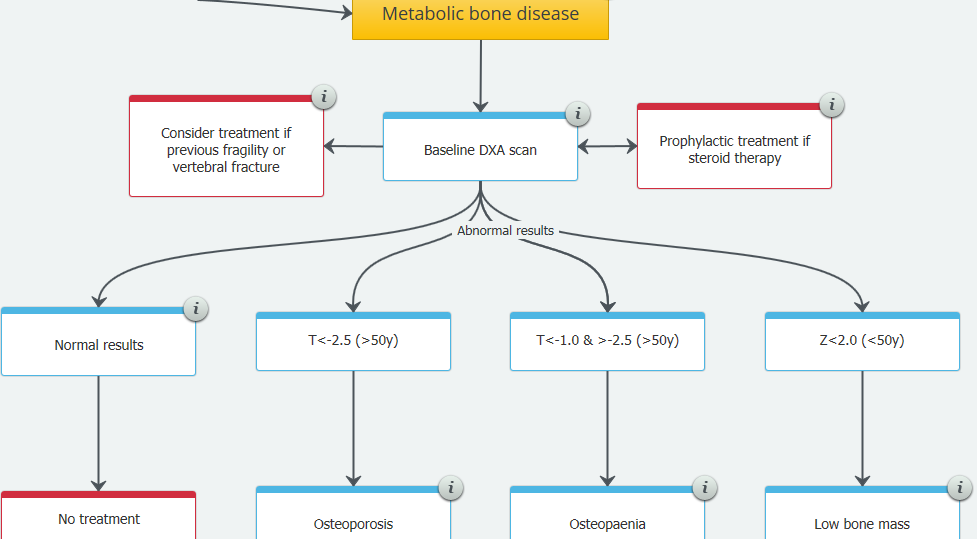 Metabolic bone disease
i
Consider treatment if
previous fragility or
vertebral fracture
i
Baseline DXA scan
i
Prophylactic treatment if
steroid therapy
Abnormal results
i
Normal results
T<-2.5 (>50y)
T<-1.0 & >-2.5 (>50y)
Z<2.0 (<50y)
No treatment
i
Osteoporosis
i
Osteopaenia
i
Low bone mass